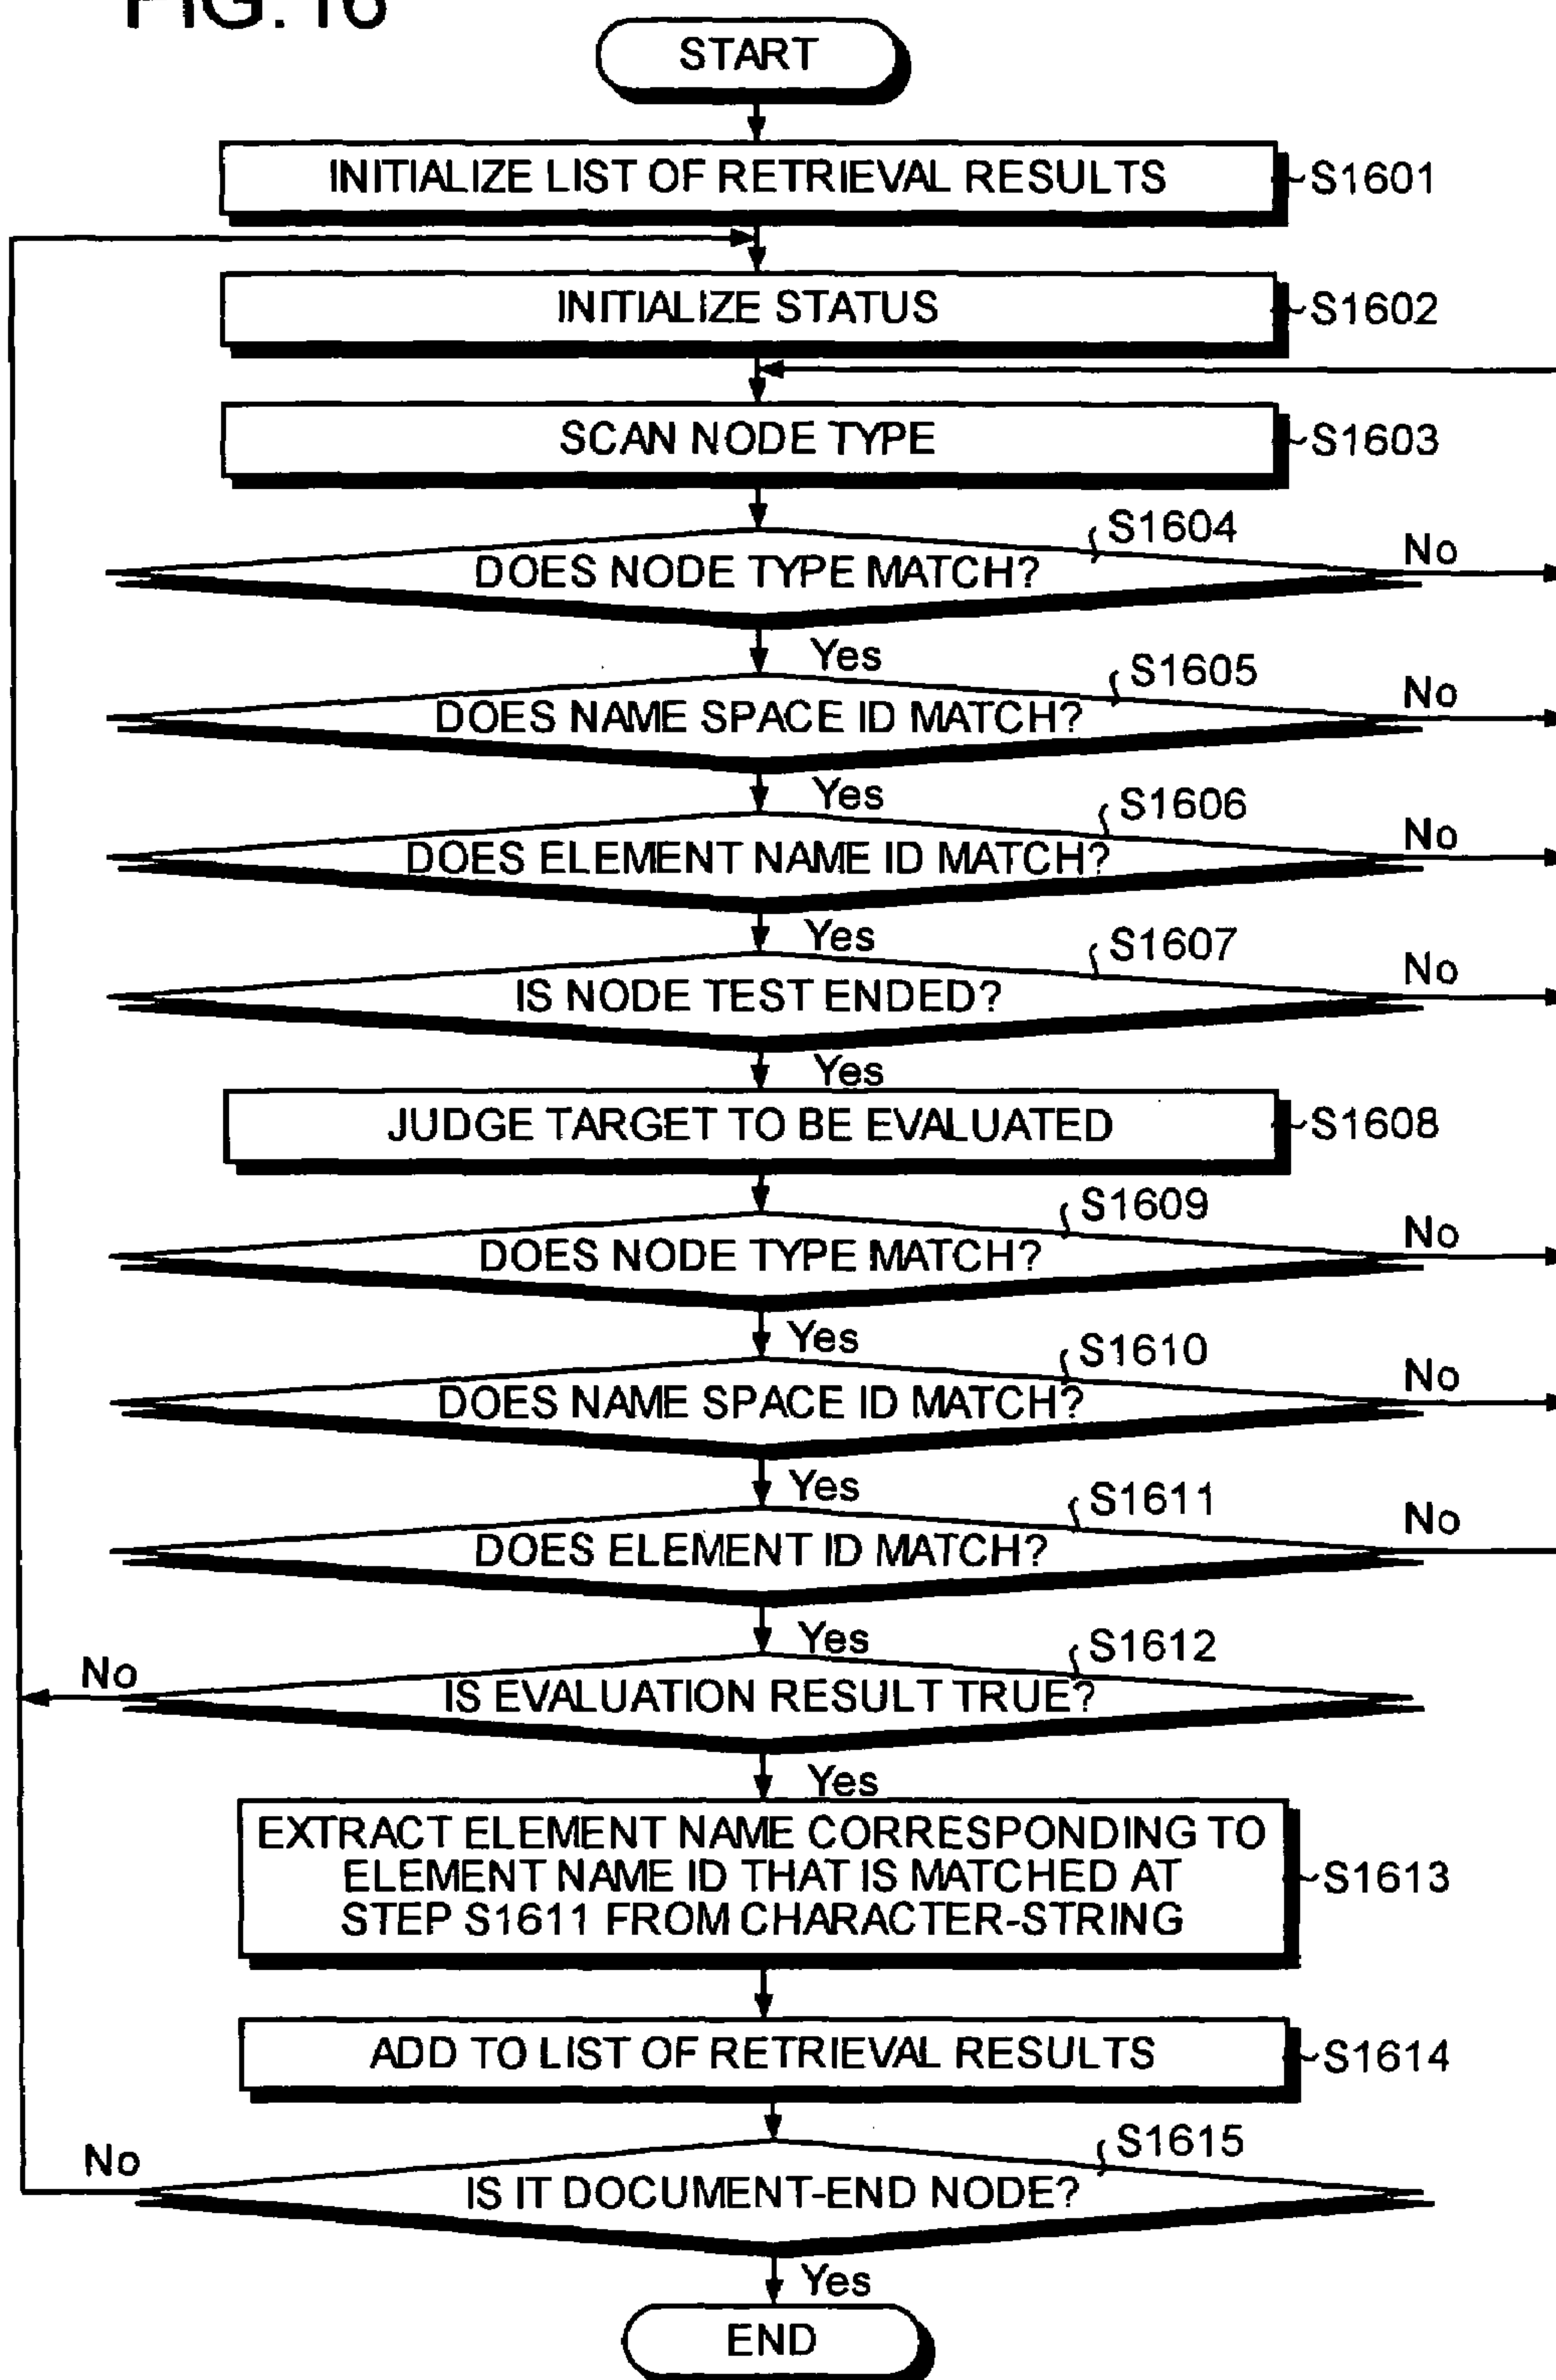 FIG. 16
START
INITIALIZE LIST OF RETRIEVAL RESULTS
S1601
INITIALIZE STATUS
S1602
SCAN NODE TYPE
S1603
S1604
DOES NODE TYPE MATCH?
No
Yes
S1605
DOES NAME SPACE ID MATCH?
No
Yes
S1606
DOES ELEMENT NAME ID MATCH?
No
Yes
S1607
IS NODE TEST ENDED?
No
Yes
JUDGE TARGET TO BE EVALUATED
S1608
S1609
DOES NODE TYPE MATCH?
No
Yes
S1610
DOES NAME SPACE ID MATCH?
No
Yes
S1611
DOES ELEMENT ID MATCH?
No
Yes
S1612
No
IS EVALUATION RESULT TRUE?
Yes
EXTRACT ELEMENT NAME CORRESPONDING TO
ELEMENT NAME ID THAT IS MATCHED AT
STEP S1611 FROM CHARACTER-STRING
S1613
ADD TO LIST OF RETRIEVAL RESULTS
S1614
S1615
No
IS IT DOCUMENT-END NODE?
Yes
END